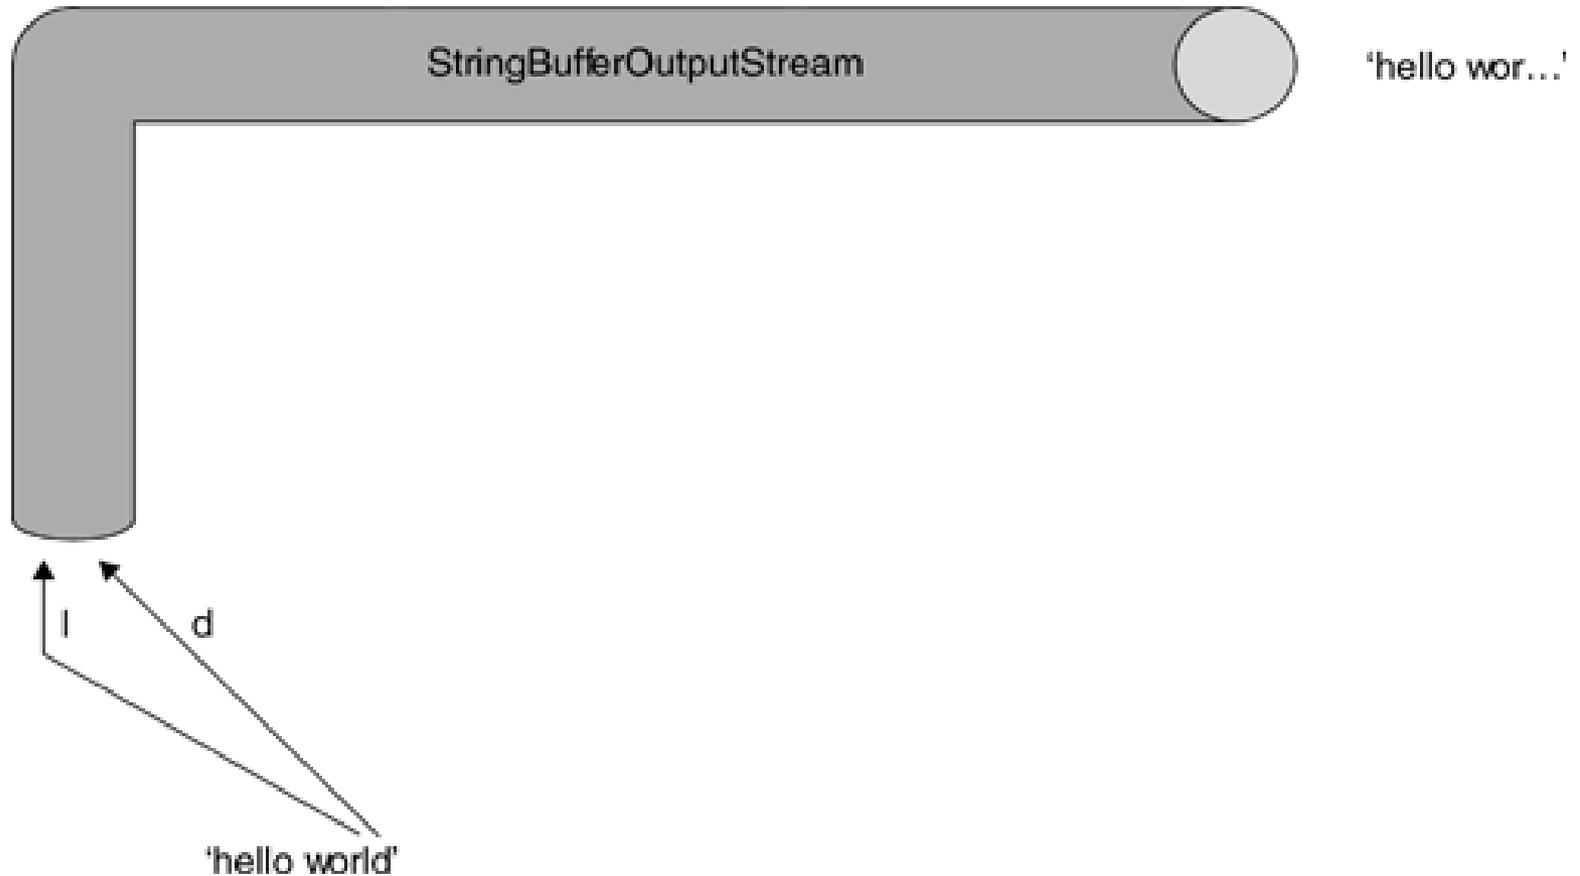 StringBufferOutputStream
‘hello wor...’
l
d
‘hello world’